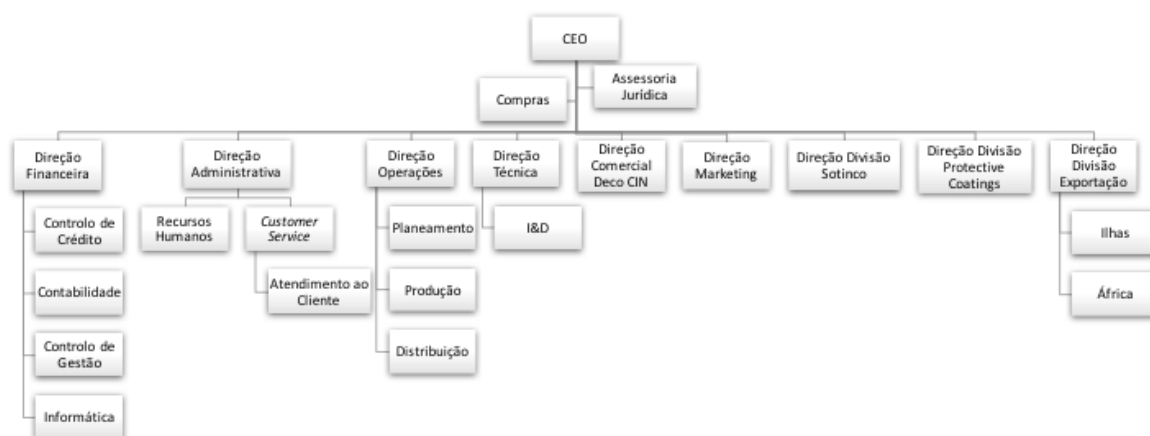 CEO
Compras
Assessoria
Jurídica
Direção
Financeira
Direção
Administrativa
Direção
Operações
Direção
Técnica
Direção
Comercial
Deco CIN
Direção
Marketing
Direção Divisão
Sotinco
Direção Divisão
Protective
Coatings
Direção
Divisão
Exportação
Controlo de
Crédito
Contabilidade
Controlo de
Gestão
Informática
Recursos
Humanos
Customer
Service
Atendimento ao
Cliente
Planeamento
Produção
Distribuição
I&D
Ilhas
África